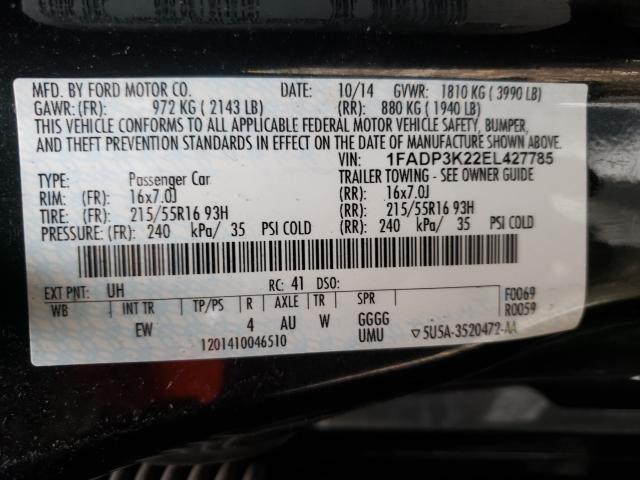 MFD. BY FORD MOTOR CO. DATE: 10/14 GVWR: 1810 KG ( 3990 LB)
GAWR: (FR): 972 KG ( 2143 LB) (RR): 880 KG ( 1940 LB)
THIS VEHICLE CONFORMS TO ALL APPLICABLE FEDERAL MOTOR VEHICLE SAFETY, BUMPER,
AND THEFT PREVENTION STANDARDS IN EFFECT ON THE DATE OF MANUFACTURE SHOWN ABOVE.
VIN: 1FADP3K22EL427785
TYPE: Passenger Car TRAILER TOWING - SEE OWNER GUIDE
RIM: (FR): 16x7.0J (RR): 16x7.0J
TIRE: (FR): 215/55R16 93H (RR): 215/55R16 93H
PRESSURE: (FR): 240 kPa/ 35 PSI COLD (RR): 240 kPa/ 35 PSI COLD
EXT PNT: UH RC: 41 DSO:
WB INT TR TP/PS R AXLE TR SPR F0069
R0059
EW 4 AU W GGGG
UMU
1201410046510 ▽5U5A-3520472-AA